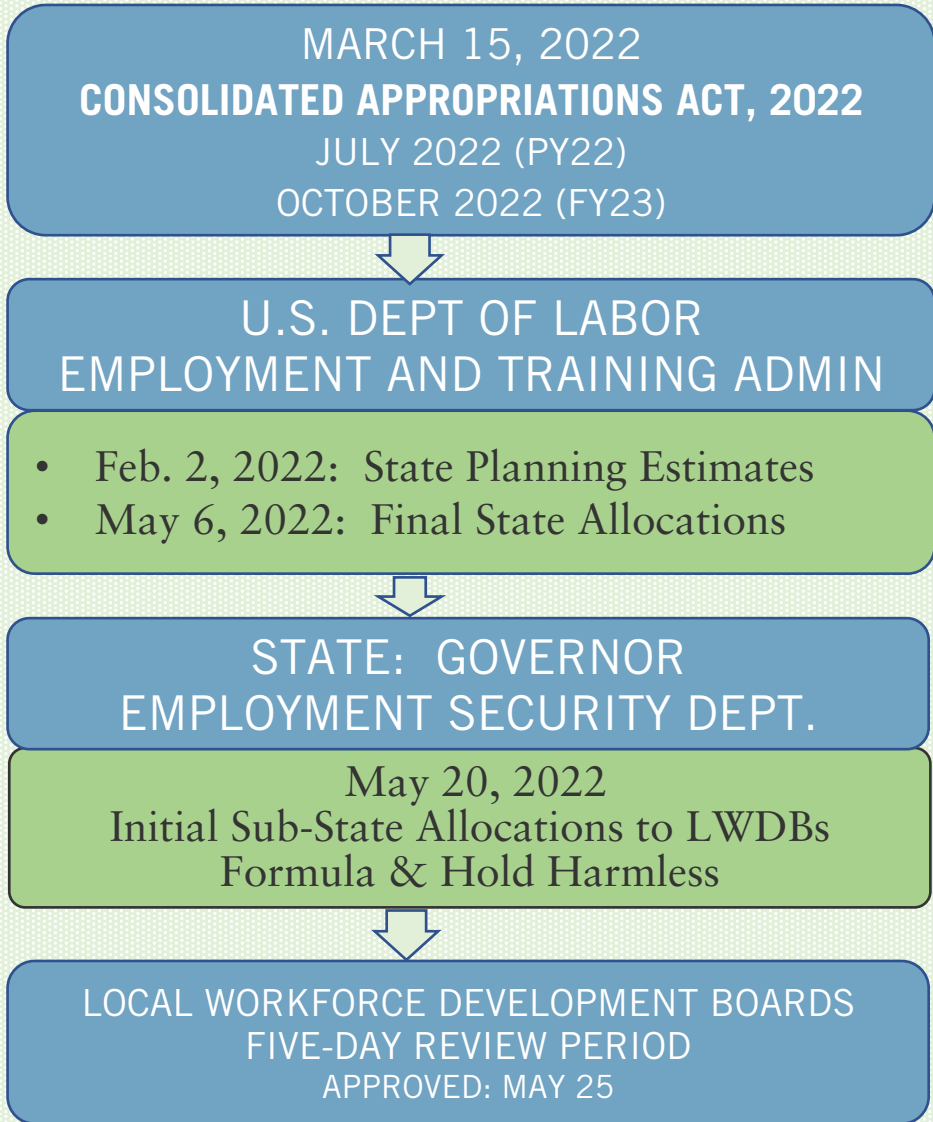 MARCH 15, 2022
CONSOLIDATED APPROPRIATIONS ACT, 2022
JULY 2022 (PY22)
OCTOBER 2022 (FY23)
U.S. DEPT OF LABOR
EMPLOYMENT AND TRAINING ADMIN
• Feb. 2, 2022: State Planning Estimates
• May 6, 2022: Final State Allocations
STATE: GOVERNOR
EMPLOYMENT SECURITY DEPT.
May 20, 2022
Initial Sub-State Allocations to LWDBs
Formula & Hold Harmless
LOCAL WORKFORCE DEVELOPMENT BOARDS
FIVE-DAY REVIEW PERIOD
APPROVED: MAY 25